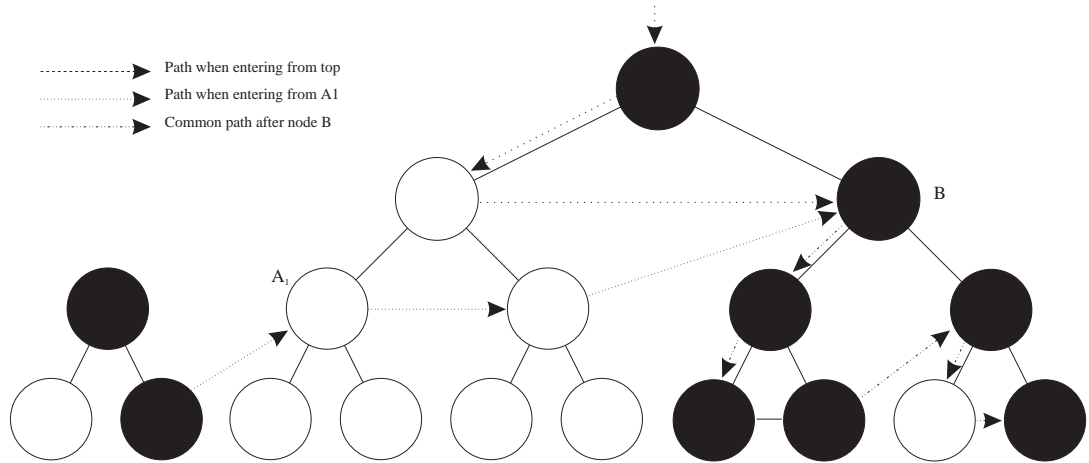 Path when entering from top
Path when entering from A1
Common path after node B
B
A₁